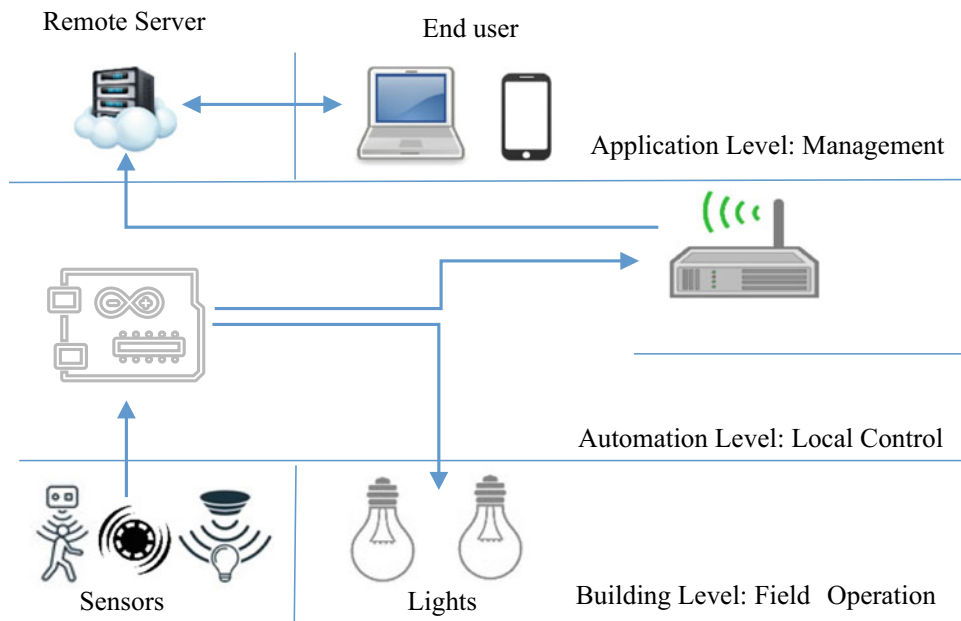 Remote Server
End user
Application Level: Management
Automation Level: Local Control
Sensors
Lights
Building Level: Field Operation